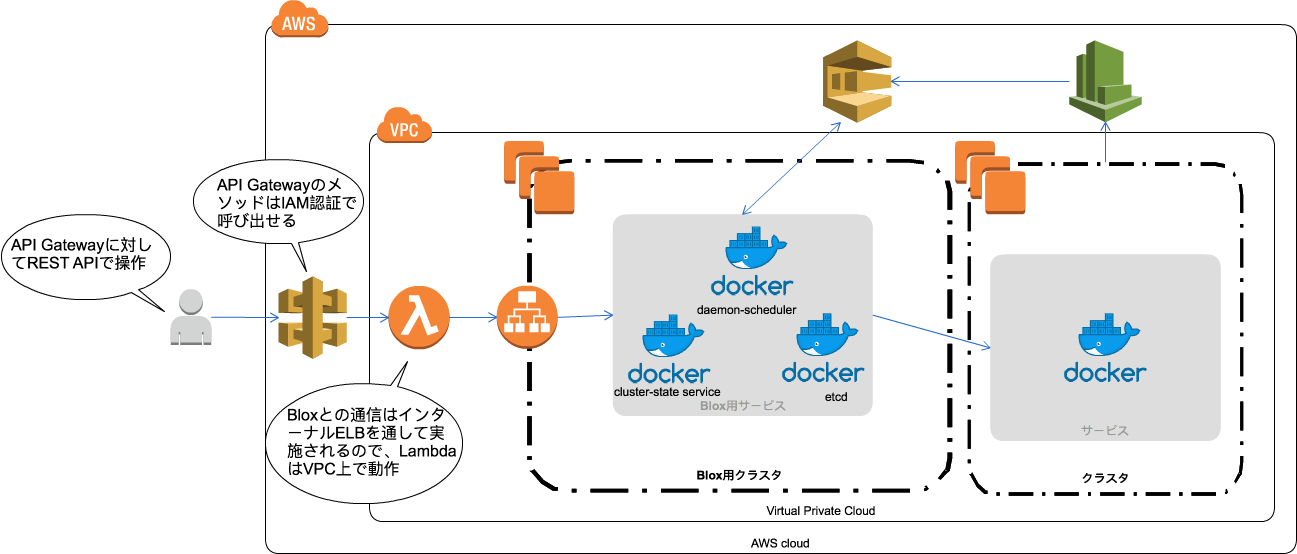 AWS
VPC
API Gatewayのメ
ソッドはIAM認証で
呼び出せる
API Gatewayに対し
てREST APIで操作
Bloxとの通信はインタ
ーナルELBを通して実
施されるので、Lambda
はVPC上で動作
docker
daemon-scheduler
docker
cluster-state service
docker
etcd
Blox用サービス
Blox用クラスタ
docker
サービス
クラスタ
Virtual Private Cloud
AWS cloud